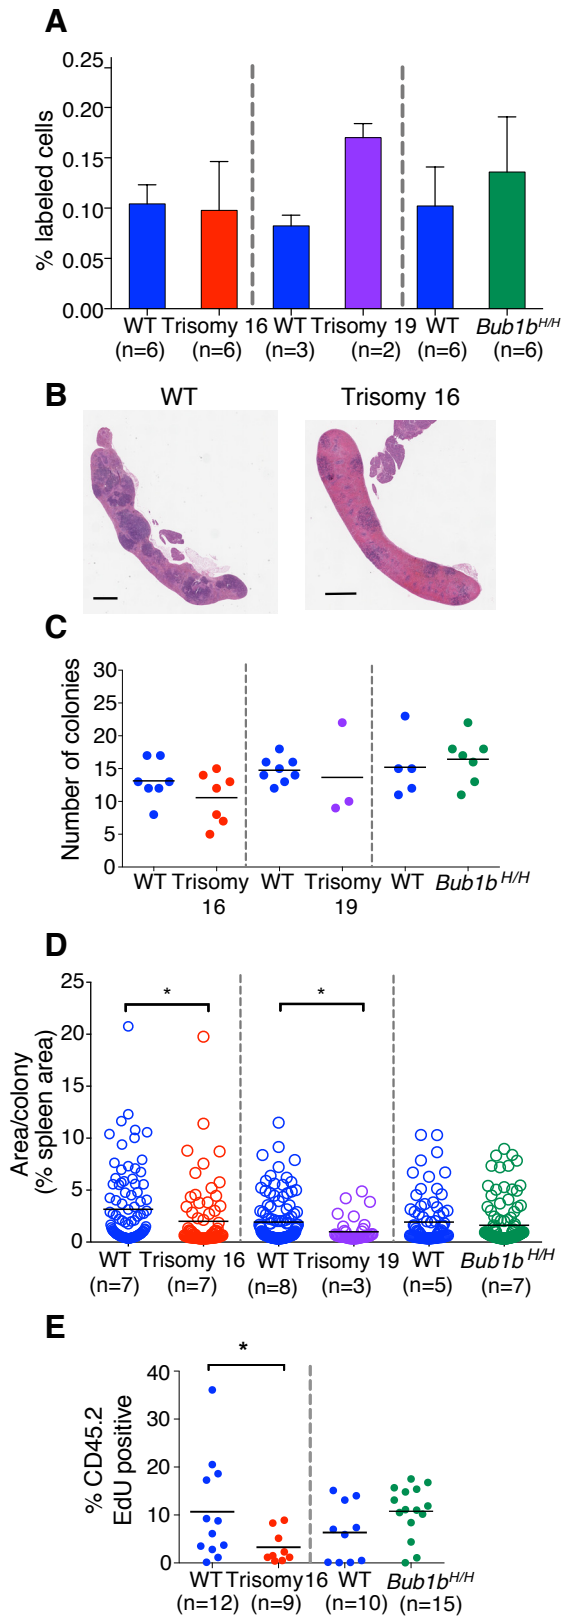 A
0.25
0.20
0.15
0.10
0.05
0.00
% labeled cells
WT Trisomy 16 WT Trisomy 19 WT Bub1b H/H
(n=6) (n=6) (n=3) (n=2) (n=6) (n=6)
B
WT Trisomy 16
C
30
25
20
15
10
5
0
Number of colonies
WT Trisomy WT Trisomy WT Bub1b H/H
16 19
D
25
20
15
10
5
0
Area/colony
(% spleen area)
* *
WT Trisomy 16 WT Trisomy 19 WT Bub1b H/H
(n=7) (n=7) (n=8) (n=3) (n=5) (n=7)
E
*
40
30
20
10
0
% CD45.2
EdU positive
WT Trisomy16 WT Bub1b H/H
(n=12) (n=9) (n=10) (n=15)